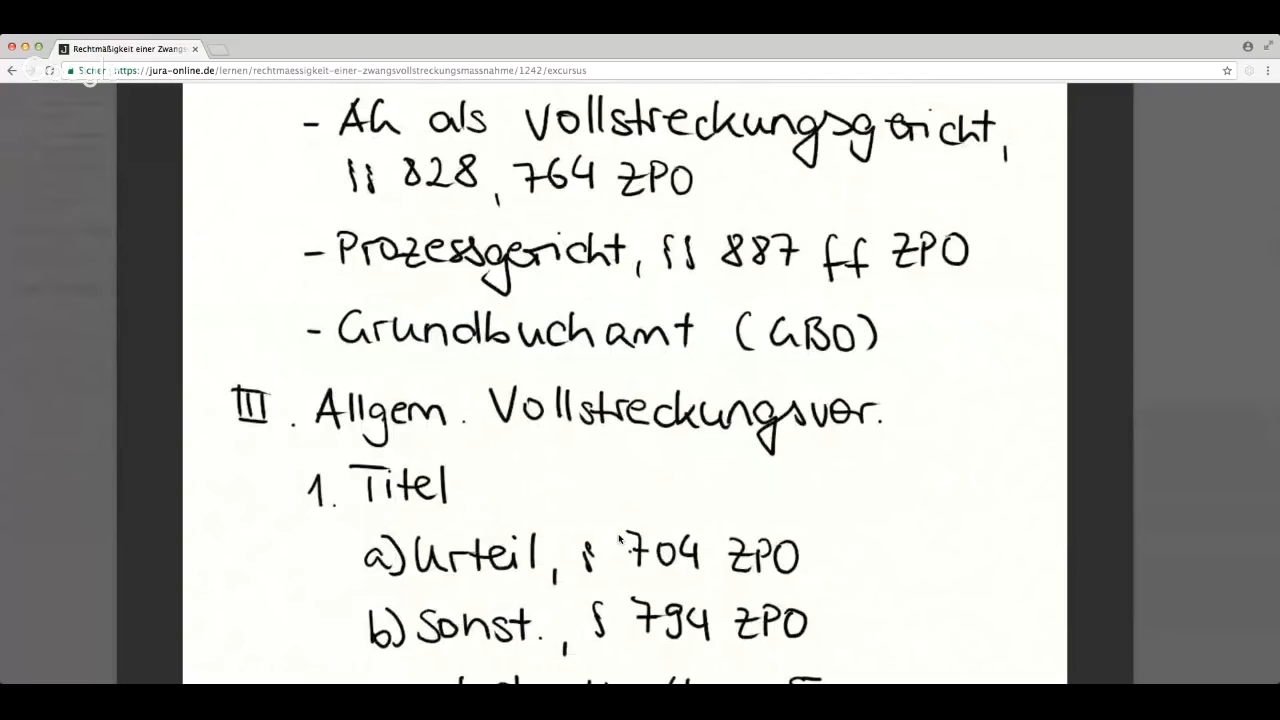 Rechtmäßigkeit einer Zwangs
Sicher https://jura-online.de/lernen/rechtmaessigkeit-einer-zwangsvollstreckungsmassnahme/1242/excursus
- AG als Vollstreckungsgericht,
§§ 828, 764 ZPO
- Prozessgericht, §§ 887 ff ZPO
- Grundbuchamt (GBO)
III. Allgem. Vollstreckungsvor.
1. Titel
a) Urteil, § 704 ZPO
b) Sonst., § 794 ZPO